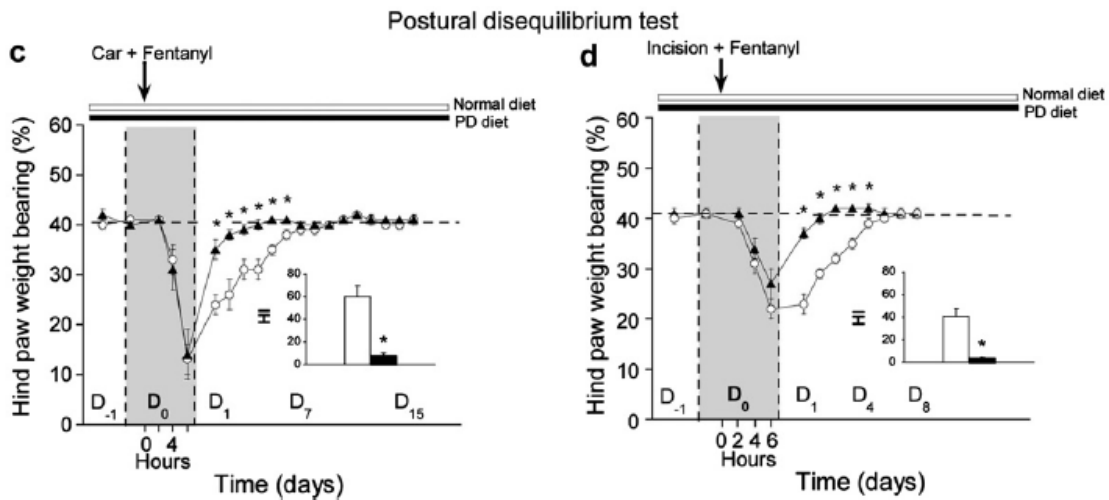 Postural disequilibrium test
c
Car + Fentanyl
Normal diet
PD diet
Hind paw weight bearing (%)
60
50
40
30
20
10
0
* * * * * *
HI
80
60
40
20
0
*
D-1 D0 D1 D7 D15
0 4
Hours
Time (days)
d
Incision + Fentanyl
Normal diet
PD diet
Hind paw weight bearing (%)
60
50
40
30
20
10
0
* * * * *
HI
80
60
40
20
0
*
D-1 D0 D1 D4 D8
0 2 4 6
Hours
Time (days)